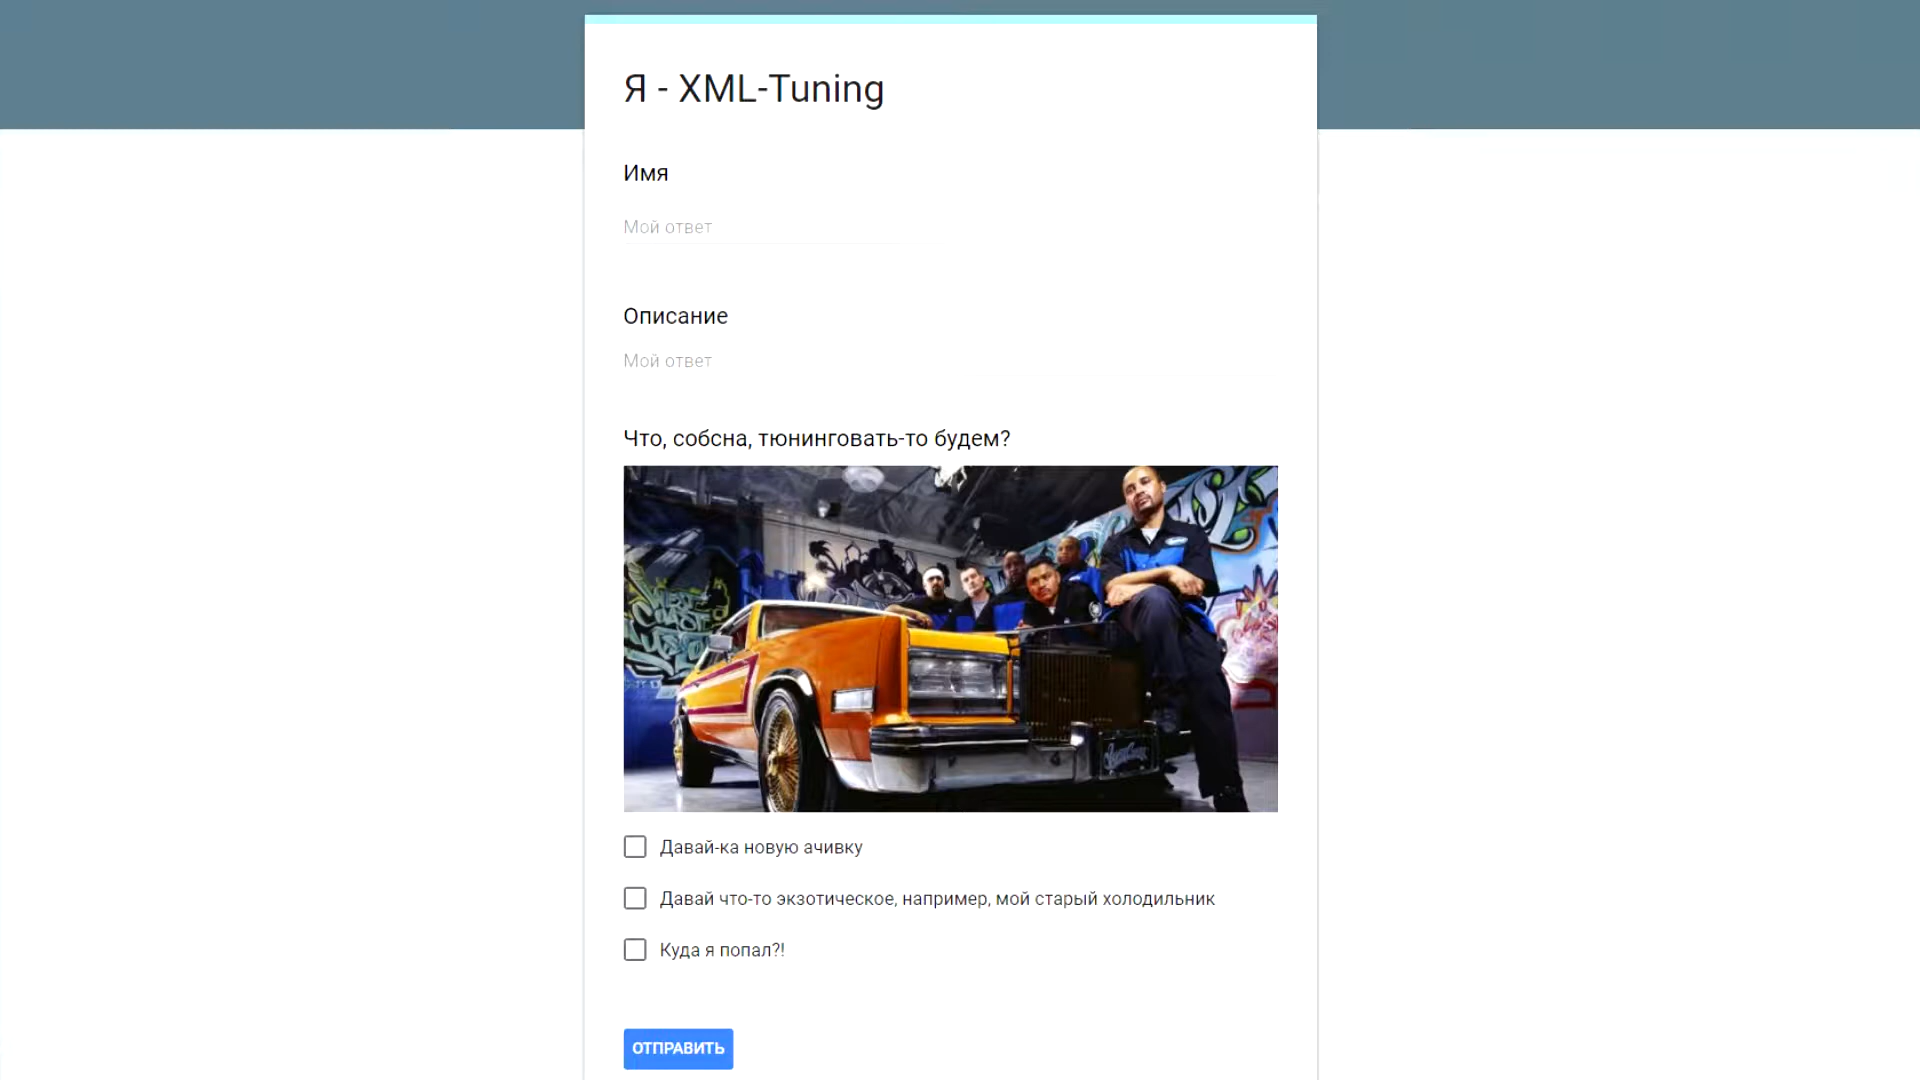 Я - XML-Tuning
Имя
Мой ответ
Описание
Мой ответ
Что, собсна, тюнинговать-то будем?
Давай-ка новую ачивку
Давай что-то экзотическое, например, мой старый холодильник
Куда я попал?!
ОТПРАВИТЬ